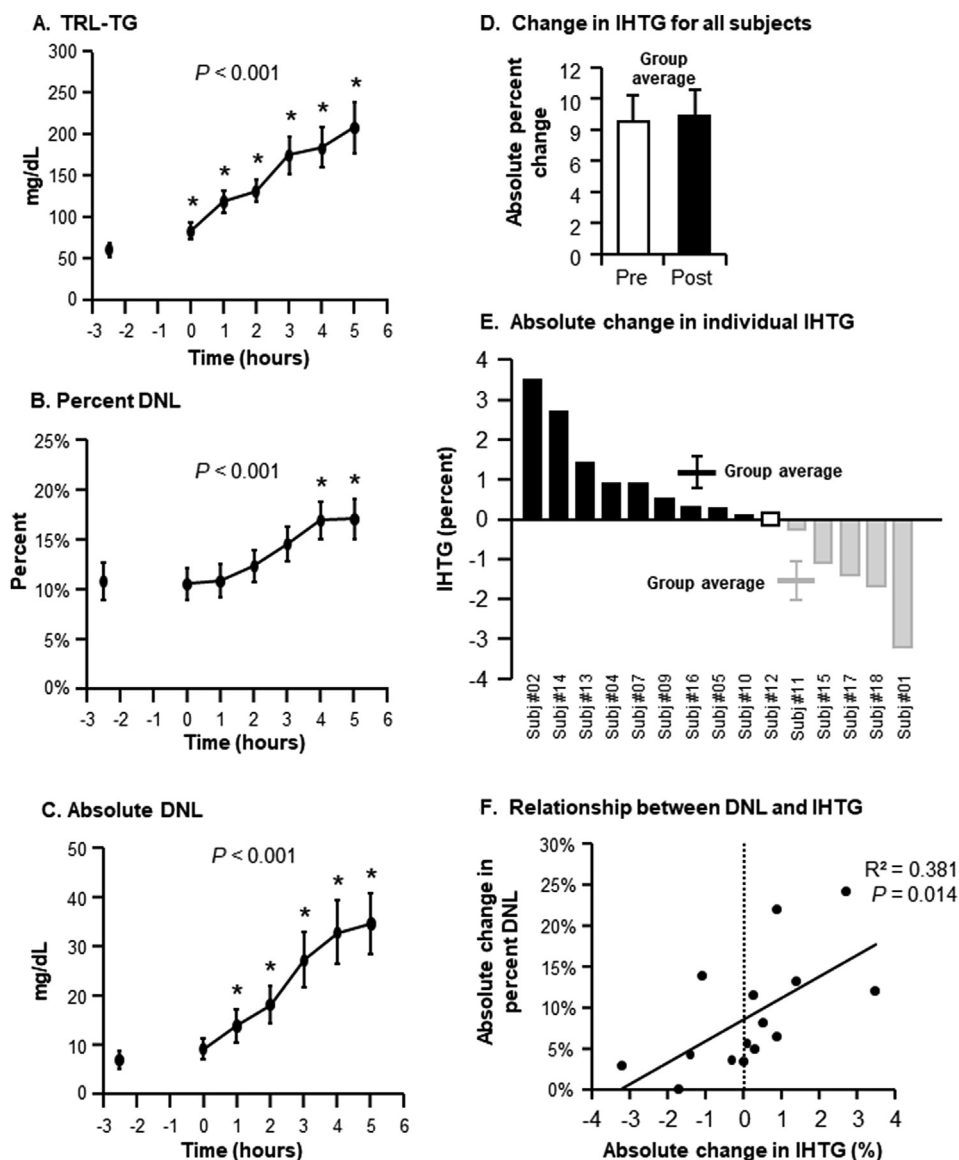 A. TRL-TG
P < 0.001
* * * * * *
mg/dL
300
250
200
150
100
50
0
-3 -2 -1 0 1 2 3 4 5 6
Time (hours)
B. Percent DNL
P < 0.001
* *
Percent
25%
20%
15%
10%
5%
0%
-3 -2 -1 0 1 2 3 4 5 6
Time (hours)
C. Absolute DNL
P < 0.001
* * * * *
mg/dL
50
40
30
20
10
0
-3 -2 -1 0 1 2 3 4 5 6
Time (hours)
D. Change in IHTG for all subjects
Group
average
Absolute percent
change
12
10
9
6
4
2
0
Pre Post
E. Absolute change in individual IHTG
IHTG (percent)
4
3
2
1
0
-1
-2
-3
-4
Group average
Group average
Subj #02
Subj #14
Subj #13
Subj #04
Subj #07
Subj #09
Subj #16
Subj #05
Subj #10
Subj #12
Subj #11
Subj #15
Subj #17
Subj #18
Subj #01
F. Relationship between DNL and IHTG
R² = 0.381
P = 0.014
Absolute change in
percent DNL
30%
25%
20%
15%
10%
5%
0%
-4 -3 -2 -1 0 1 2 3 4
Absolute change in IHTG (%)